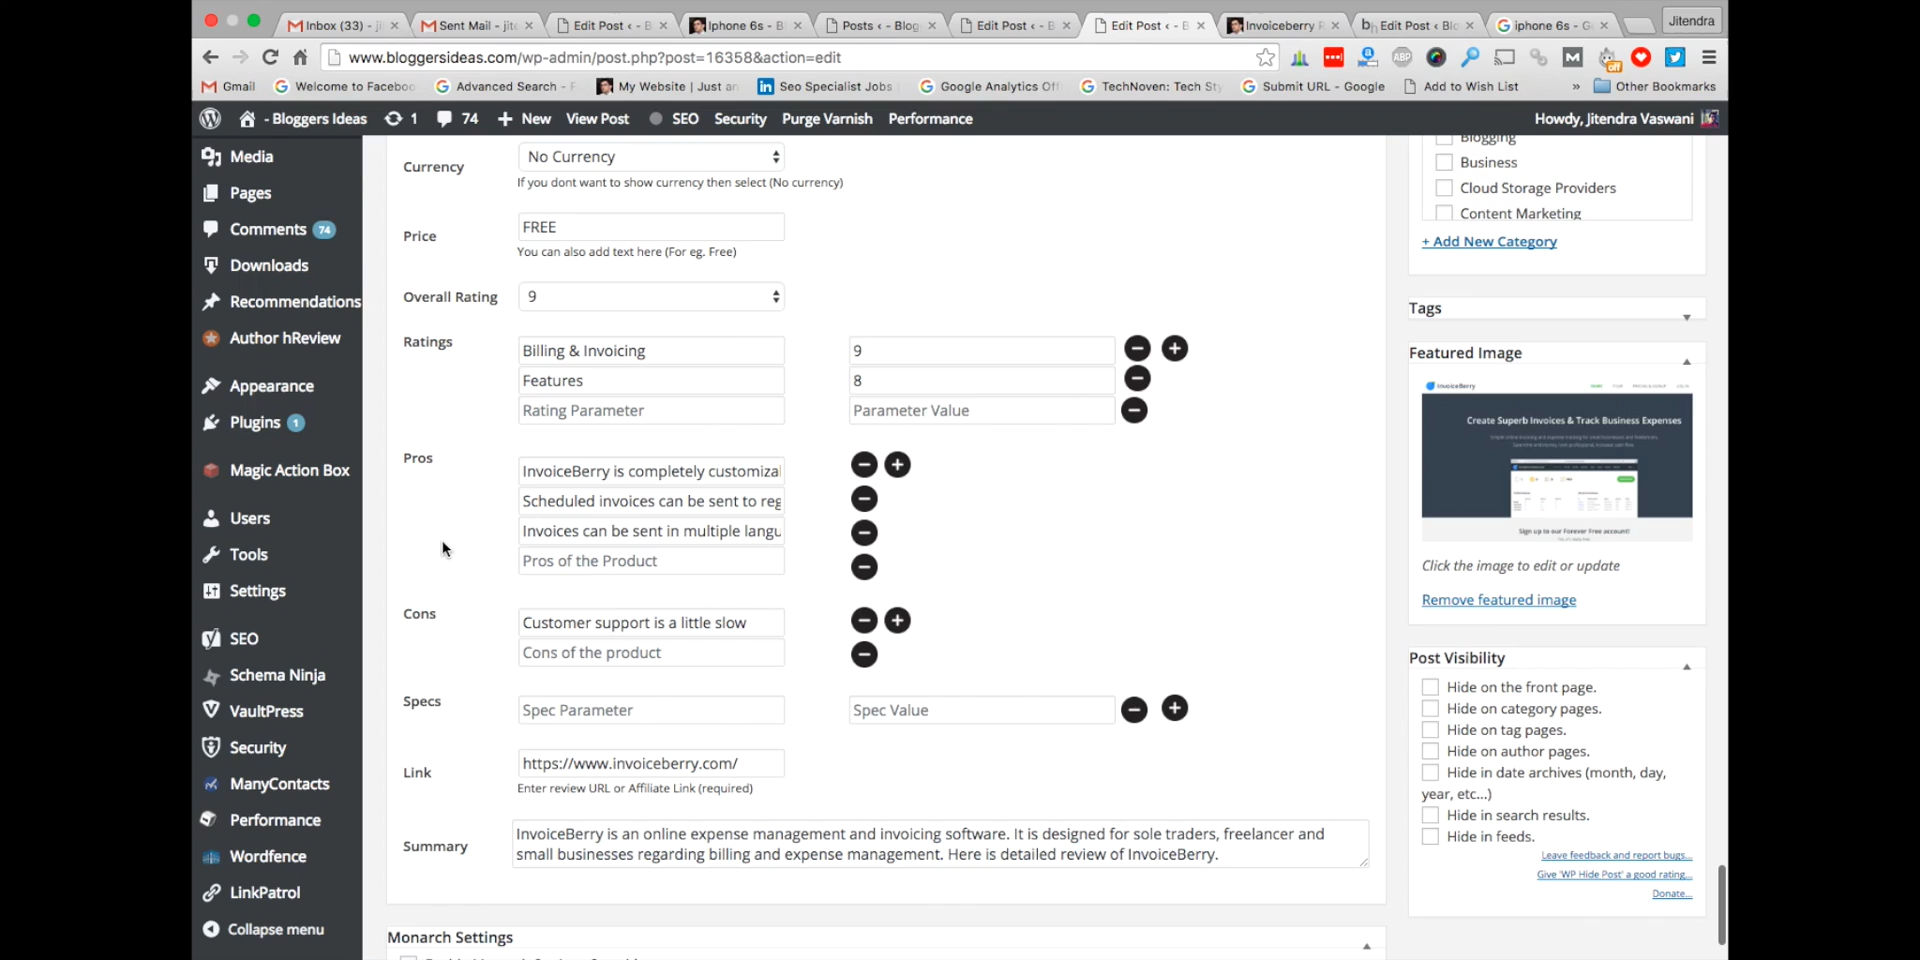 Inbox (33) - ji
Sent Mail - jite
Edit Post ‹ - B
Iphone 6s - B
Posts ‹ - Blog
Edit Post ‹ - B
Edit Post ‹ - B
Invoiceberry R
Edit Post ‹ Blo
iphone 6s - G
Jitendra
www.bloggersideas.com/wp-admin/post.php?post=16358&action=edit
Gmail
Welcome to Faceboo
Advanced Search -
My Website | Just an
Seo Specialist Jobs
Google Analytics Of
TechNoven: Tech St
Submit URL - Google
Add to Wish List
»
Other Bookmarks
- Bloggers Ideas
1
74
+ New
View Post
SEO
Security
Purge Varnish
Performance
Howdy, Jitendra Vaswani
Media
Pages
Comments 74
Downloads
Recommendations
Author hReview
Appearance
Plugins 1
Magic Action Box
Users
Tools
Settings
SEO
Schema Ninja
VaultPress
Security
ManyContacts
Performance
Wordfence
LinkPatrol
Collapse menu
Currency
No Currency
If you dont want to show currency then select (No currency)
Price
FREE
You can also add text here (For eg. Free)
Overall Rating
9
Ratings
Billing & Invoicing
9
Features
8
Rating Parameter
Parameter Value
Pros
InvoiceBerry is completely customizal
Scheduled invoices can be sent to reg
Invoices can be sent in multiple langu
Pros of the Product
Cons
Customer support is a little slow
Cons of the product
Specs
Spec Parameter
Spec Value
Link
https://www.invoiceberry.com/
Enter review URL or Affiliate Link (required)
Summary
InvoiceBerry is an online expense management and invoicing software. It is designed for sole traders, freelancer and
small businesses regarding billing and expense management. Here is detailed review of InvoiceBerry.
Monarch Settings
Blogging
Business
Cloud Storage Providers
Content Marketing
+ Add New Category
Tags
Featured Image
InvoiceBerry
Create Superb Invoices & Track Business Expenses
Sign up to our Forever Free account!
Click the image to edit or update
Remove featured image
Post Visibility
Hide on the front page.
Hide on category pages.
Hide on tag pages.
Hide on author pages.
Hide in date archives (month, day,
year, etc...)
Hide in search results.
Hide in feeds.
Leave feedback and report bugs...
Give 'WP Hide Post' a good rating...
Donate...